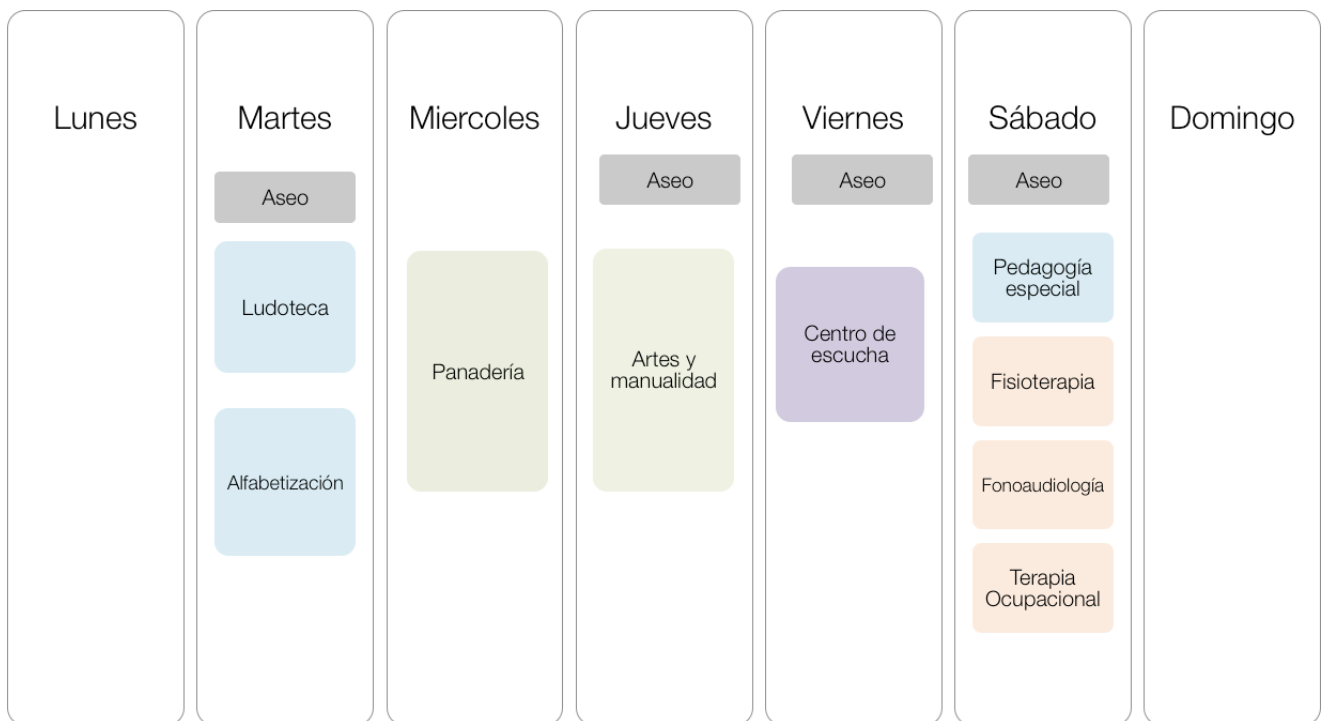 Lunes
Martes
Aseo
Ludoteca
Alfabetización
Miercoles
Panadería
Jueves
Aseo
Artes y
manualidad
Viernes
Aseo
Centro de
escucha
Sábado
Aseo
Pedagogía
especial
Fisioterapia
Fonoaudiología
Terapia
Ocupacional
Domingo